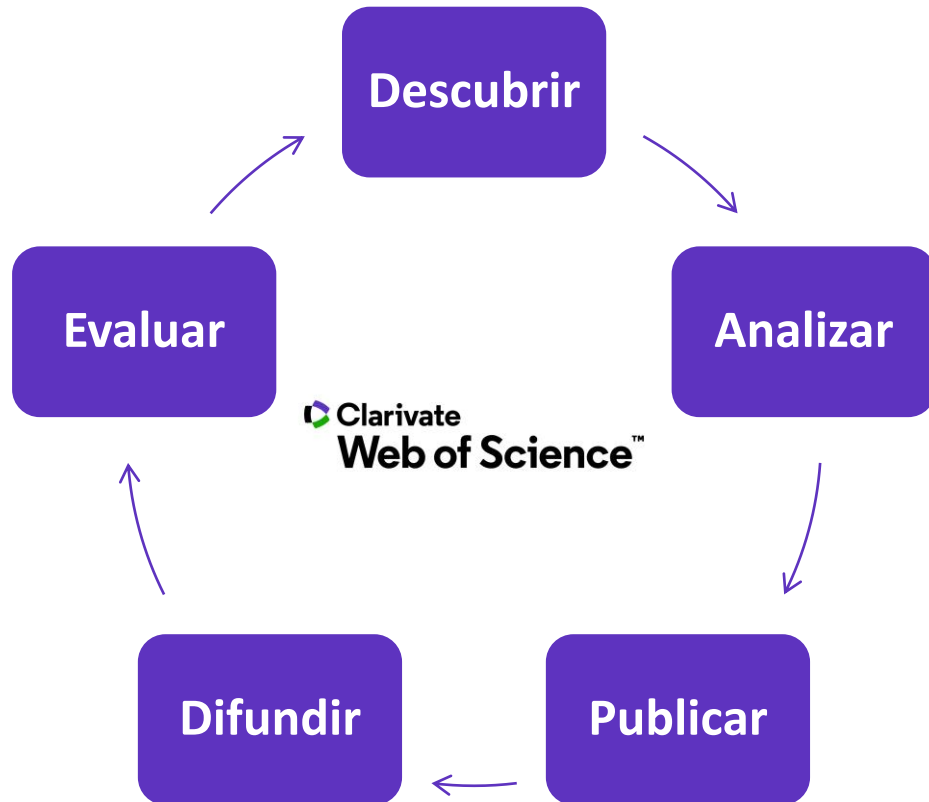 Descubrir
Analizar
Publicar
Difundir
Evaluar
Clarivate
Web of Science™